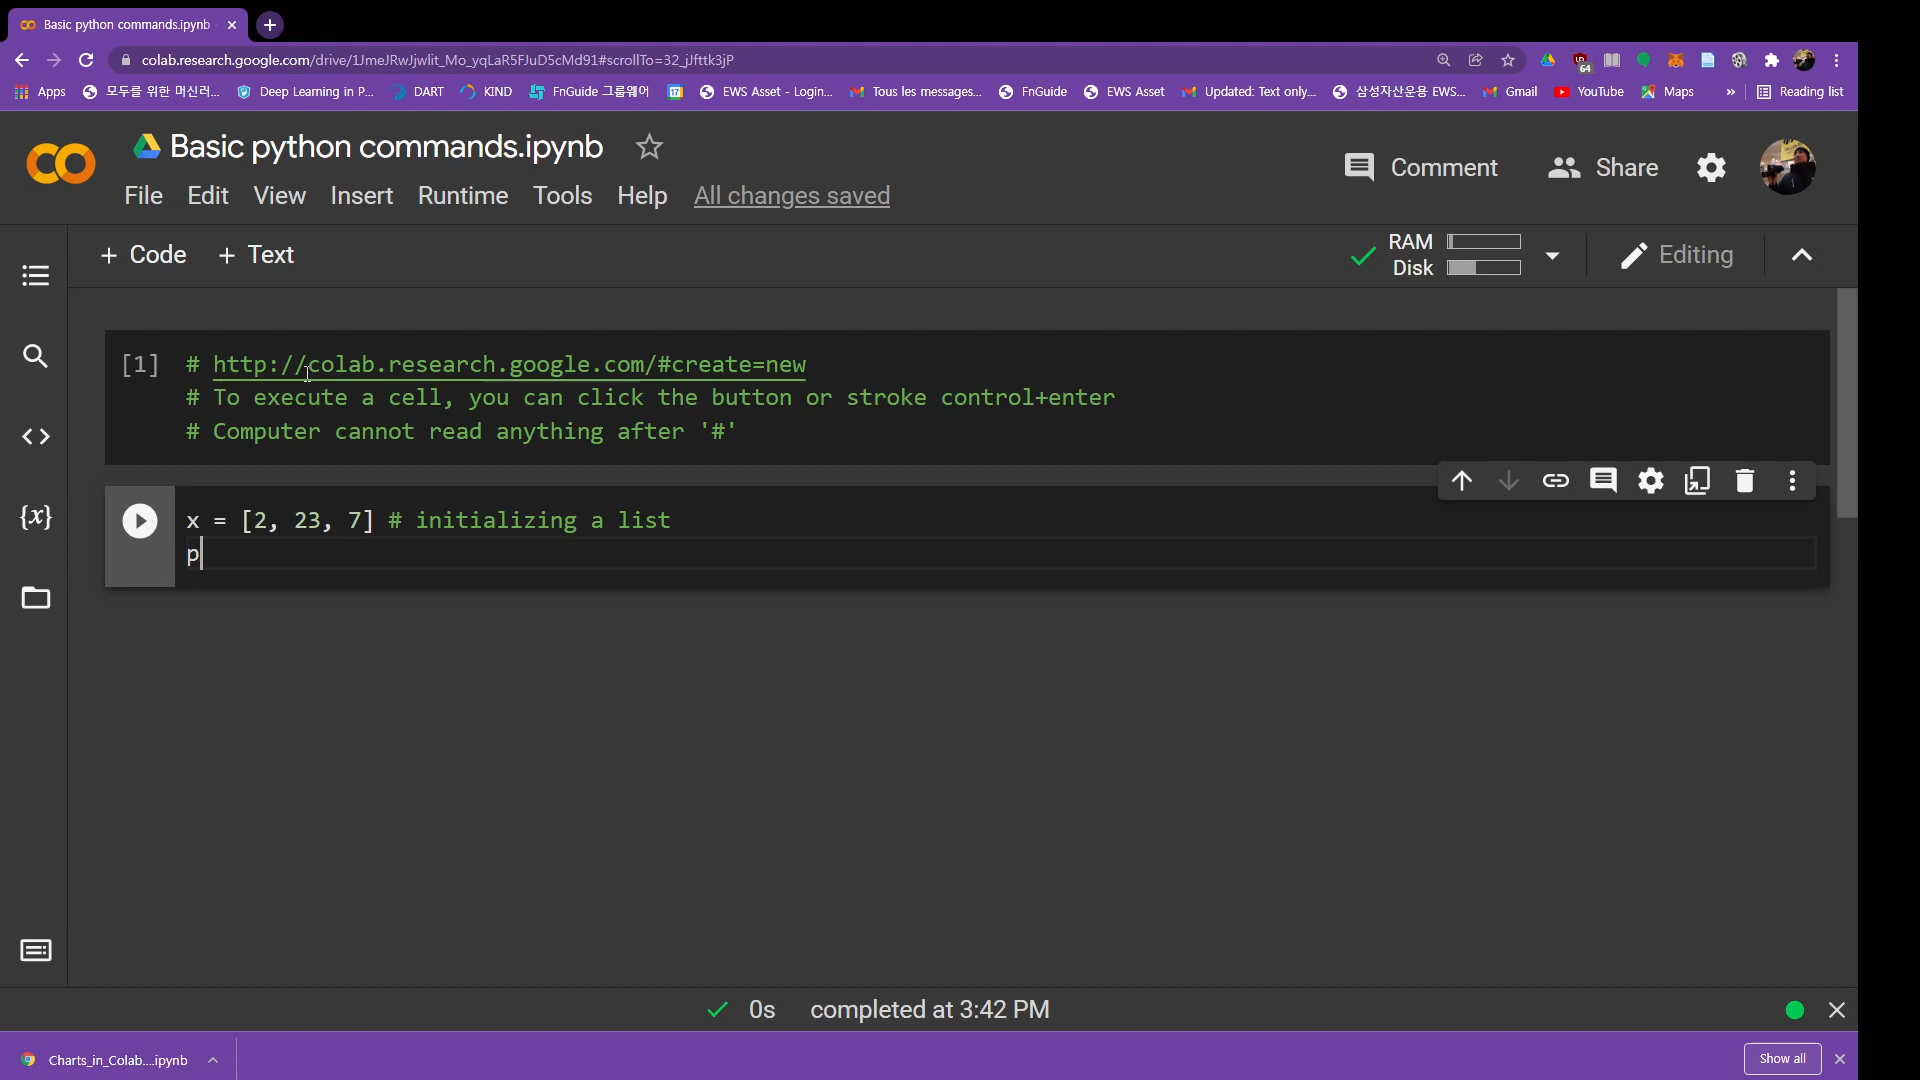 Basic python commands.ipynb
colab.research.google.com/drive/1JmeJRwJjwlit_Mo_yqLaR5FJuD5cMd91#scrollTo=32_jJfttk3jP
64
Apps 모두를 위한 머신러... Deep Learning in P... DART KIND FnGuide 그룹웨어 17 EWS Asset - Login... Tous les messages... FnGuide EWS Asset Updated: Text only... 삼성자산운용 EWS... Gmail YouTube Maps » Reading list
Basic python commands.ipynb
Comment Share
File Edit View Insert Runtime Tools Help All changes saved
+ Code + Text
RAM
Disk
Editing
[1] # http://colab.research.google.com/#create=new
# To execute a cell, you can click the button or stroke control+enter
# Computer cannot read anything after '#'
x = [2, 23, 7] # initializing a list
p
{x}
0s completed at 3:42 PM
Charts_in_Colab....ipynb
Show all